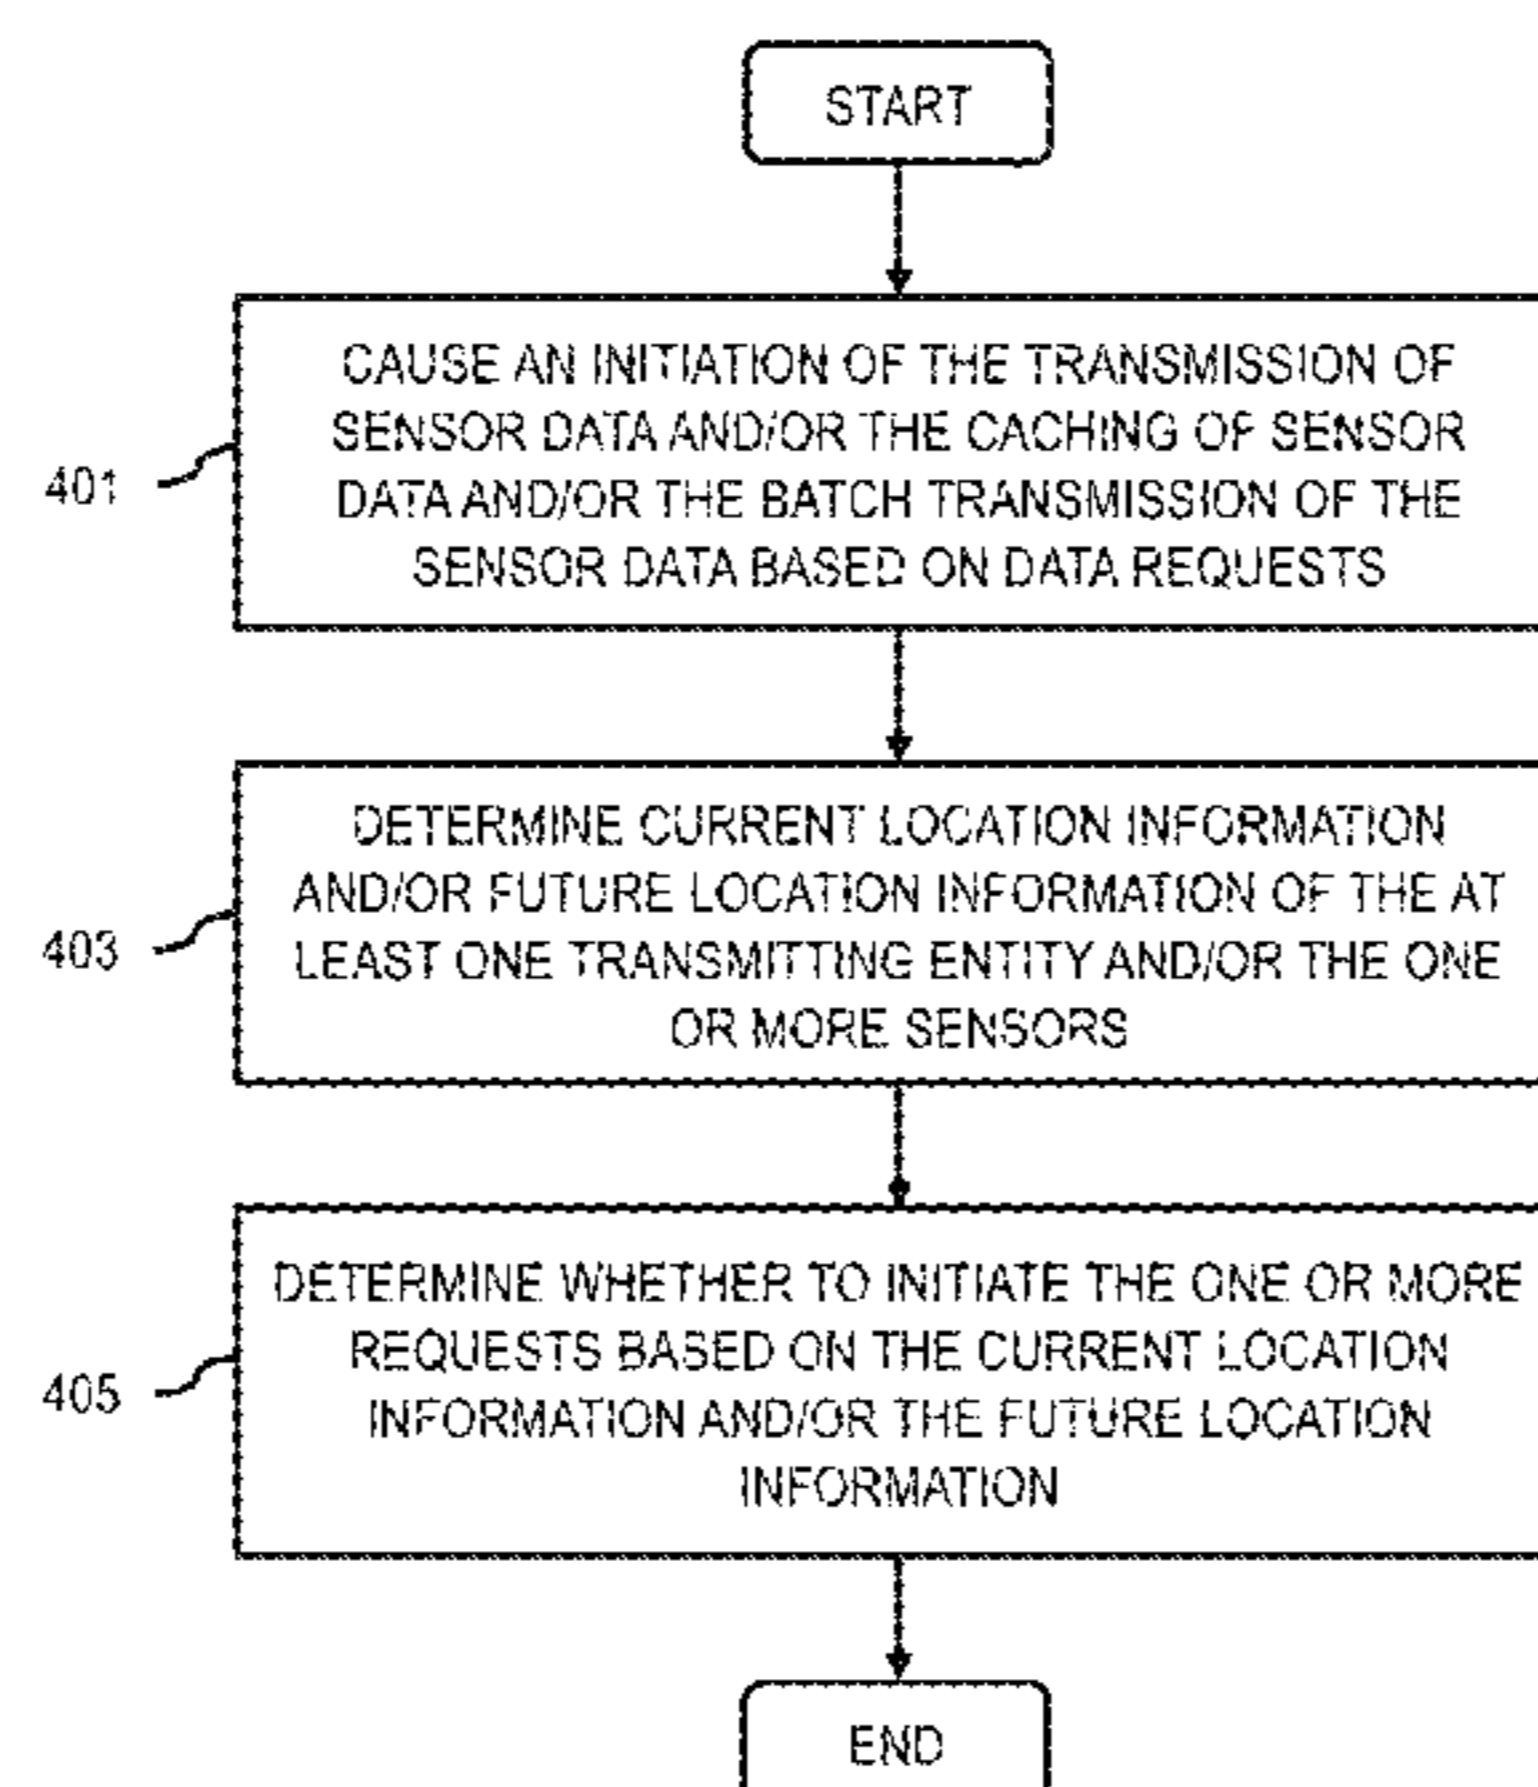 START
CAUSE AN INITIATION OF THE TRANSMISSION OF
SENSOR DATA AND/OR THE CACHING OF SENSOR
DATA AND/OR THE BATCH TRANSMISSION OF THE
SENSOR DATA BASED ON DATA REQUESTS
401
DETERMINE CURRENT LOCATION INFORMATION
AND/OR FUTURE LOCATION INFORMATION OF THE AT
LEAST ONE TRANSMITTING ENTITY AND/OR THE ONE
OR MORE SENSORS
403
DETERMINE WHETHER TO INITIATE THE ONE OR MORE
REQUESTS BASED ON THE CURRENT LOCATION
INFORMATION AND/OR THE FUTURE LOCATION
INFORMATION
405
END